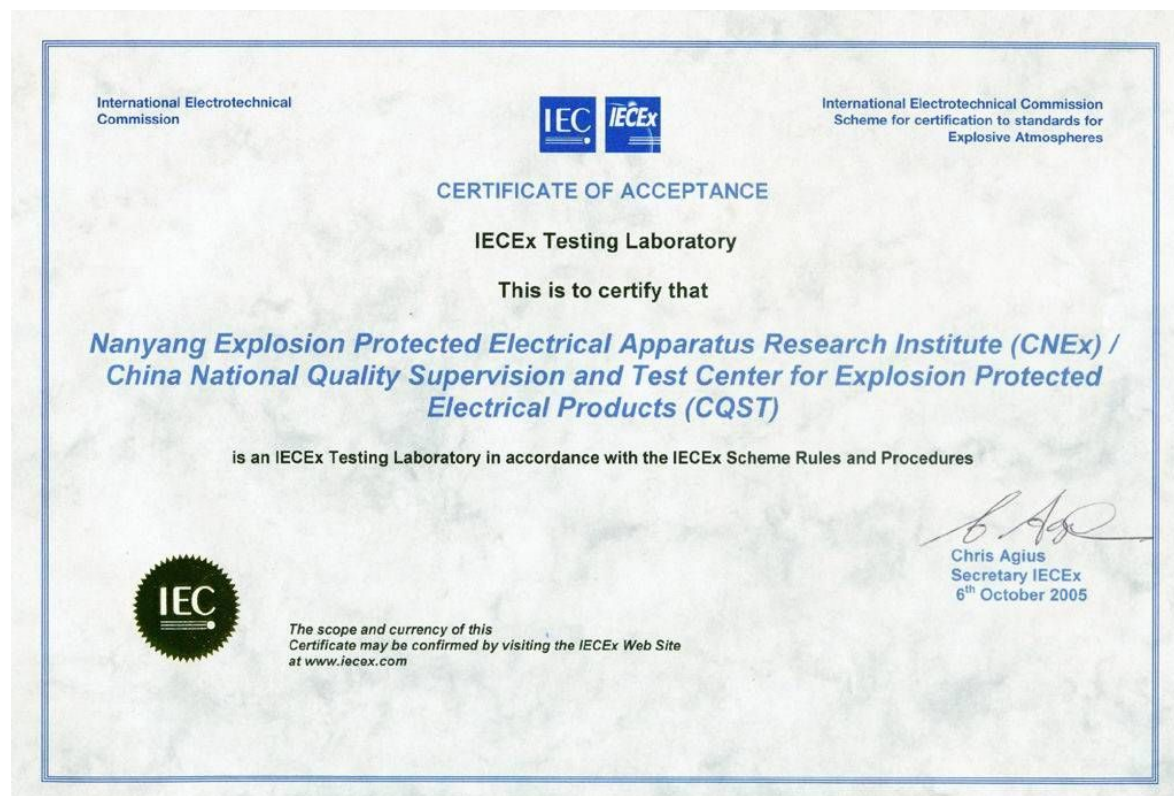 International Electrotechnical
Commission
IEC
IECEx
International Electrotechnical Commission
Scheme for certification to standards for
Explosive Atmospheres
CERTIFICATE OF ACCEPTANCE
IECEx Testing Laboratory
This is to certify that
Nanyang Explosion Protected Electrical Apparatus Research Institute (CNEx) /
China National Quality Supervision and Test Center for Explosion Protected
Electrical Products (CQST)
is an IECEx Testing Laboratory in accordance with the IECEx Scheme Rules and Procedures
Chris Agius
Secretary IECEx
6th October 2005
IEC
The scope and currency of this
Certificate may be confirmed by visiting the IECEx Web Site
at www.iecex.com